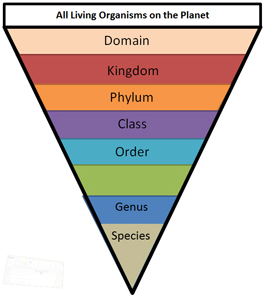 All Living Organisms on the Planet
Domain
Kingdom
Phylum
Class
Order
Genus
Species